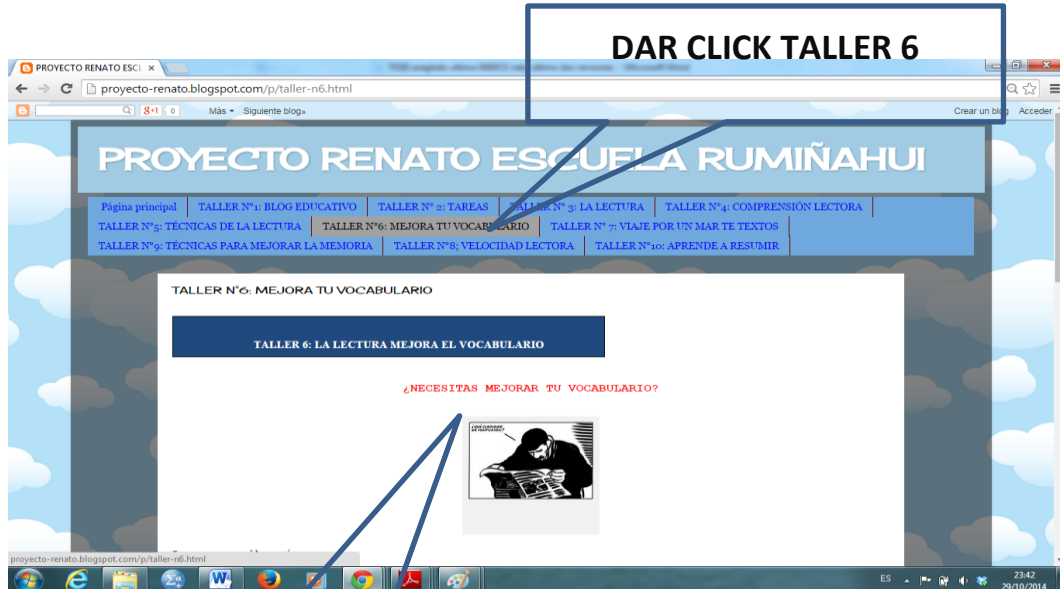 DAR CLICK TALLER 6
PROYECTO RENATO ESCU
proyecto-renato.blogspot.com/p/taller-n6.html
g+1 0 Más Siguiente blog» Crear un blog Acceder
PROYECTO RENATO ESCUELA RUMIÑAHUI
Página principal TALLER Nº1: BLOG EDUCATIVO TALLER Nº 2: TAREAS TALLER Nº 3: LA LECTURA TALLER Nº4: COMPRENSIÓN LECTORA
TALLER Nº5: TÉCNICAS DE LA LECTURA TALLER Nº6: MEJORA TU VOCABULARIO TALLER Nº 7: VIAJE POR UN MAR TE TEXTOS
TALLER Nº9: TÉCNICAS PARA MEJORAR LA MEMORIA TALLER Nº8; VELOCIDAD LECTORA TALLER Nº10: APRENDE A RESUMIR
TALLER Nº6: MEJORA TU VOCABULARIO
TALLER 6: LA LECTURA MEJORA EL VOCABULARIO
¿NECESITAS MEJORAR TU VOCABULARIO?
proyecto-renato.blogspot.com/p/taller-n6.html
ES 23:42
29/10/2014